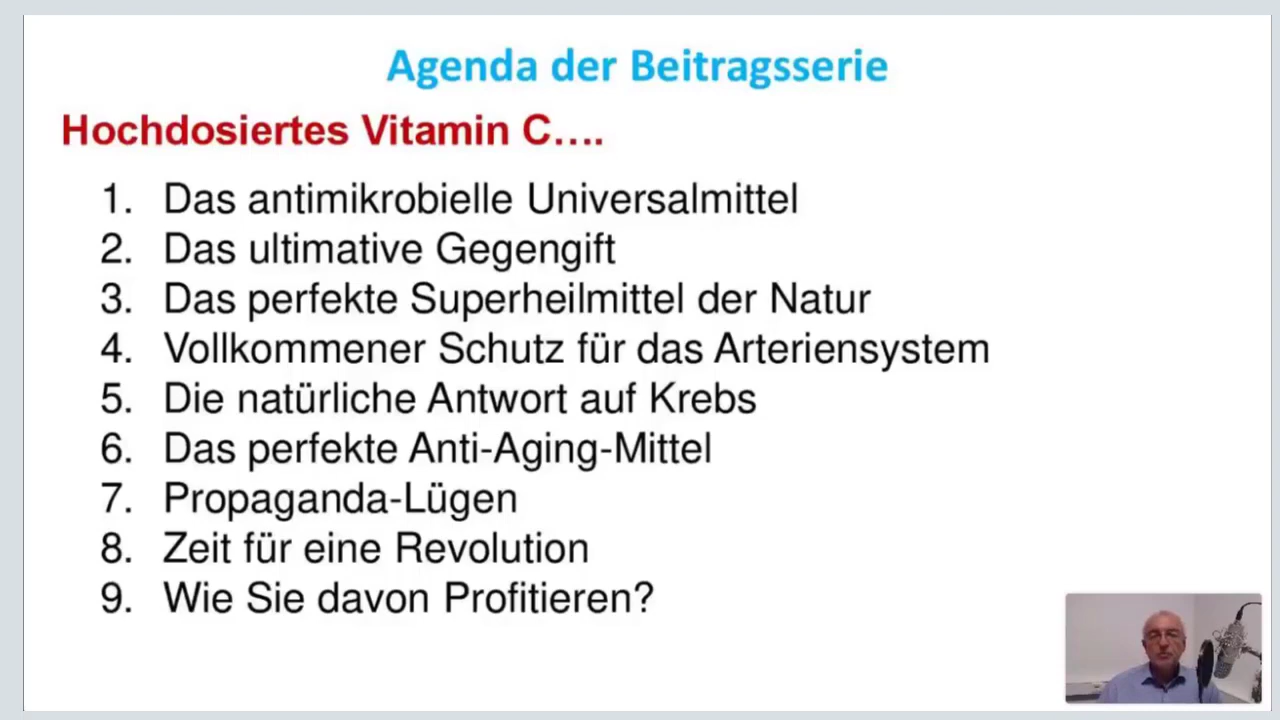 Agenda der Beitragsserie
Hochdosiertes Vitamin C....
1. Das antimikrobielle Universalmittel
2. Das ultimative Gegengift
3. Das perfekte Superheilmittel der Natur
4. Vollkommener Schutz für das Arteriensystem
5. Die natürliche Antwort auf Krebs
6. Das perfekte Anti-Aging-Mittel
7. Propaganda-Lügen
8. Zeit für eine Revolution
9. Wie Sie davon Profitieren?